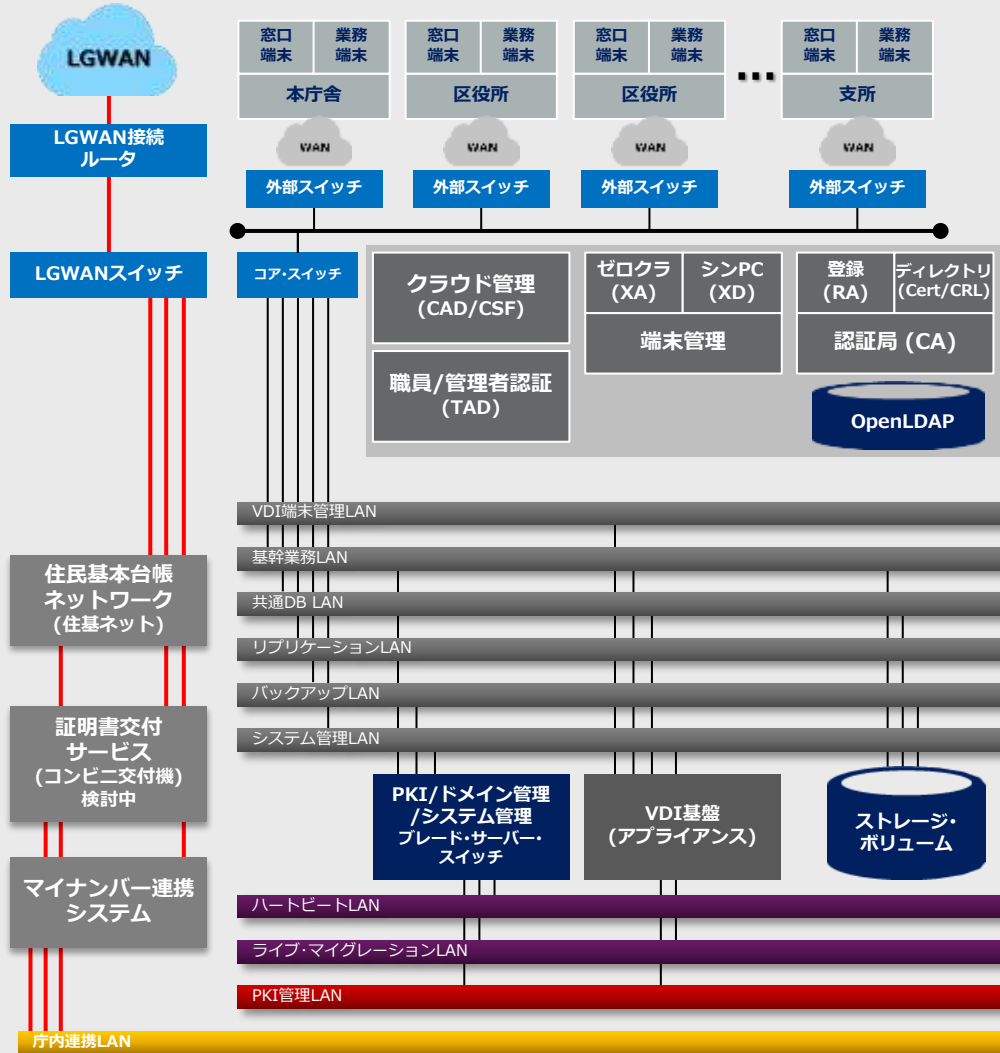 LGWAN
LGWAN接続
ルータ
LGWANスイッチ
窓口
端末
業務
端末
本庁舎
窓口
端末
業務
端末
区役所
窓口
端末
業務
端末
区役所
...
窓口
端末
業務
端末
支所
WAN
WAN
WAN
WAN
外部スイッチ
外部スイッチ
外部スイッチ
外部スイッチ
コア・スイッチ
クラウド管理
(CAD/CSF)
職員/管理者認証
(TAD)
ゼロクラ
(XA)
シンPC
(XD)
端末管理
登録
(RA)
ディレクトリ
(Cert/CRL)
認証局 (CA)
OpenLDAP
VDI端末管理LAN
基幹業務LAN
共通DB LAN
リプリケーションLAN
バックアップLAN
システム管理LAN
住民基本台帳
ネットワーク
(住基ネット)
証明書交付
サービス
(コンビニ交付機)
検討中
マイナンバー連携
システム
PKI/ドメイン管理
/システム管理
ブレード・サーバー・
スイッチ
VDI基盤
(アプライアンス)
ストレージ・
ボリューム
ハートビートLAN
ライブ・マイグレーションLAN
PKI管理LAN
庁内連携LAN